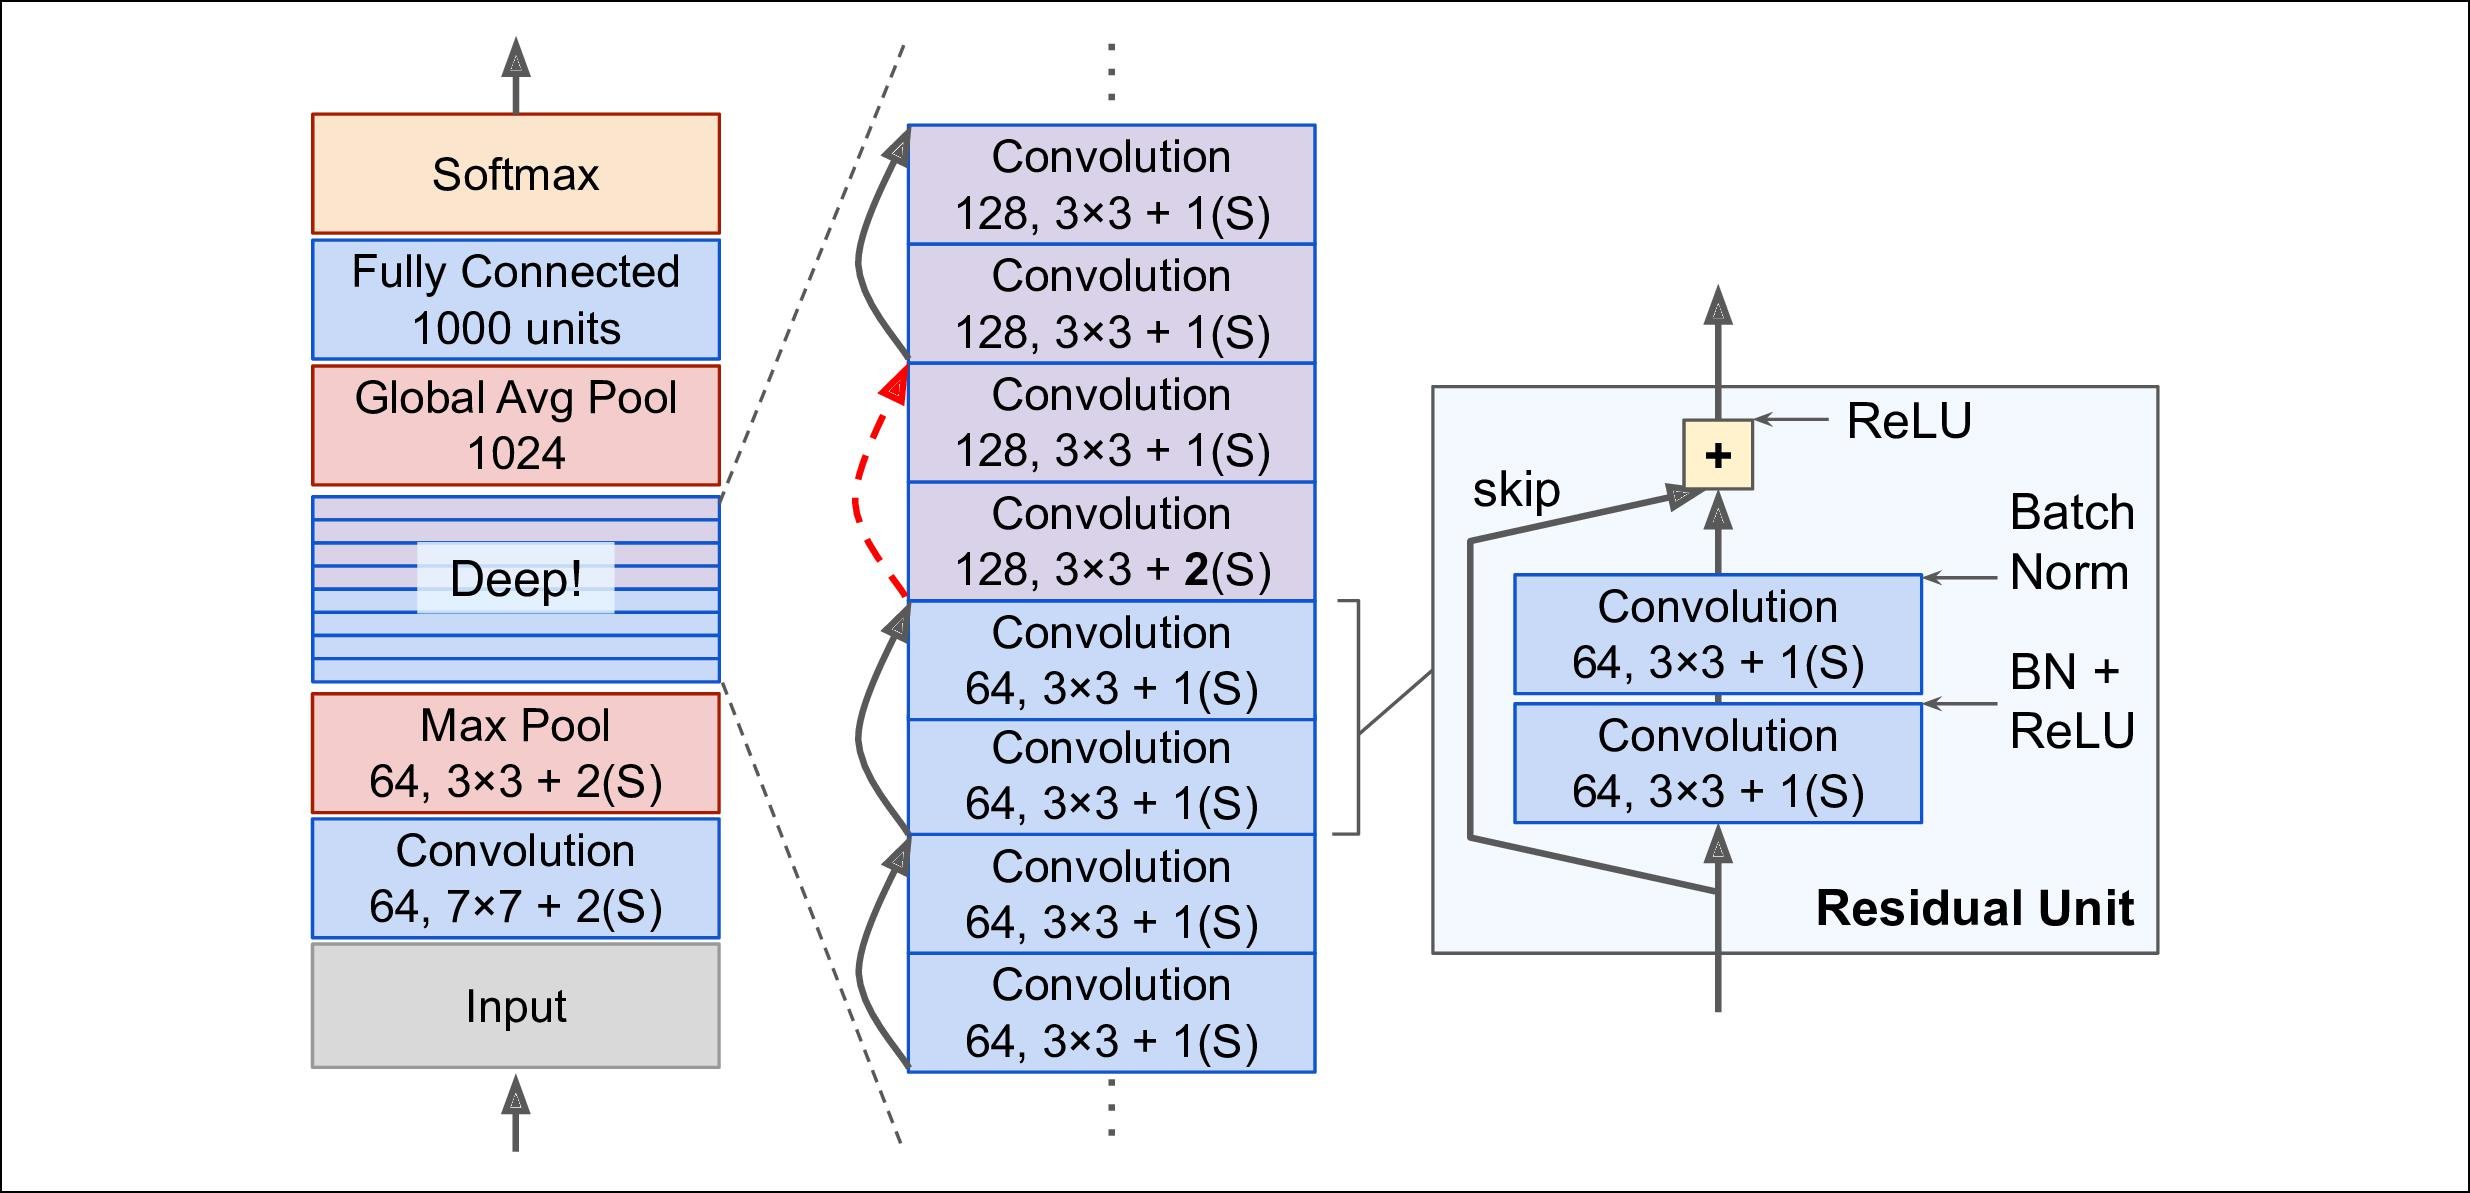 Softmax
Fully Connected
1000 units
Global Avg Pool
1024
Deep!
Max Pool
64, 3×3 + 2(S)
Convolution
64, 7×7 + 2(S)
Input
Convolution
128, 3×3 + 1(S)
Convolution
128, 3×3 + 1(S)
Convolution
128, 3×3 + 1(S)
Convolution
128, 3×3 + 2(S)
Convolution
64, 3×3 + 1(S)
Convolution
64, 3×3 + 1(S)
Convolution
64, 3×3 + 1(S)
Convolution
64, 3×3 + 1(S)
ReLU
+
skip
Batch
Norm
Convolution
64, 3×3 + 1(S)
BN +
ReLU
Convolution
64, 3×3 + 1(S)
Residual Unit